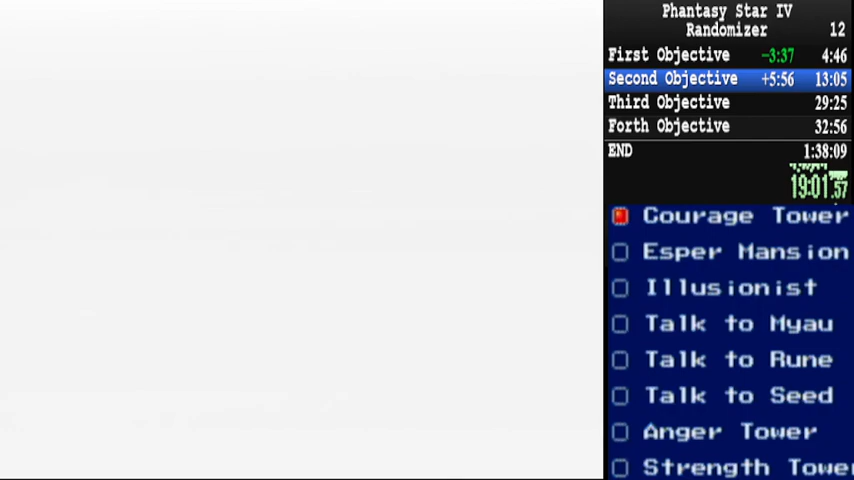 Phantasy Star IV
Randomizer 12
First Objective -3:37 4:46
Second Objective +5:56 13:05
Third Objective 29:25
Forth Objective 32:56
END 1:38:09
19:01.57
Courage Tower
Esper Mansion
Illusionist
Talk to Myau
Talk to Rune
Talk to Seed
Anger Tower
Strength Tower